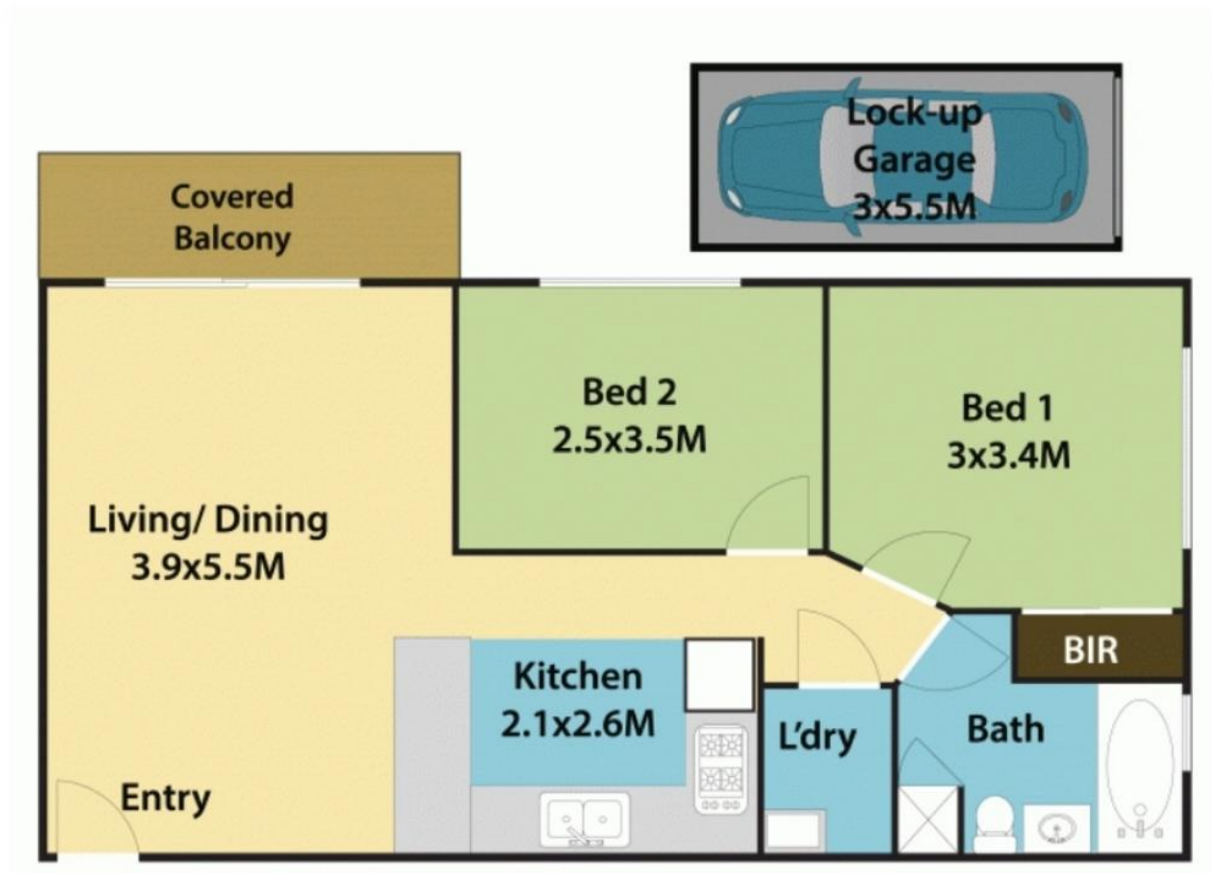 Lock-up
Garage
3x5.5M
Covered
Balcony
Bed 2
2.5x3.5M
Bed 1
3x3.4M
Living/ Dining
3.9x5.5M
BIR
Kitchen
2.1x2.6M
L'dry
Bath
Entry